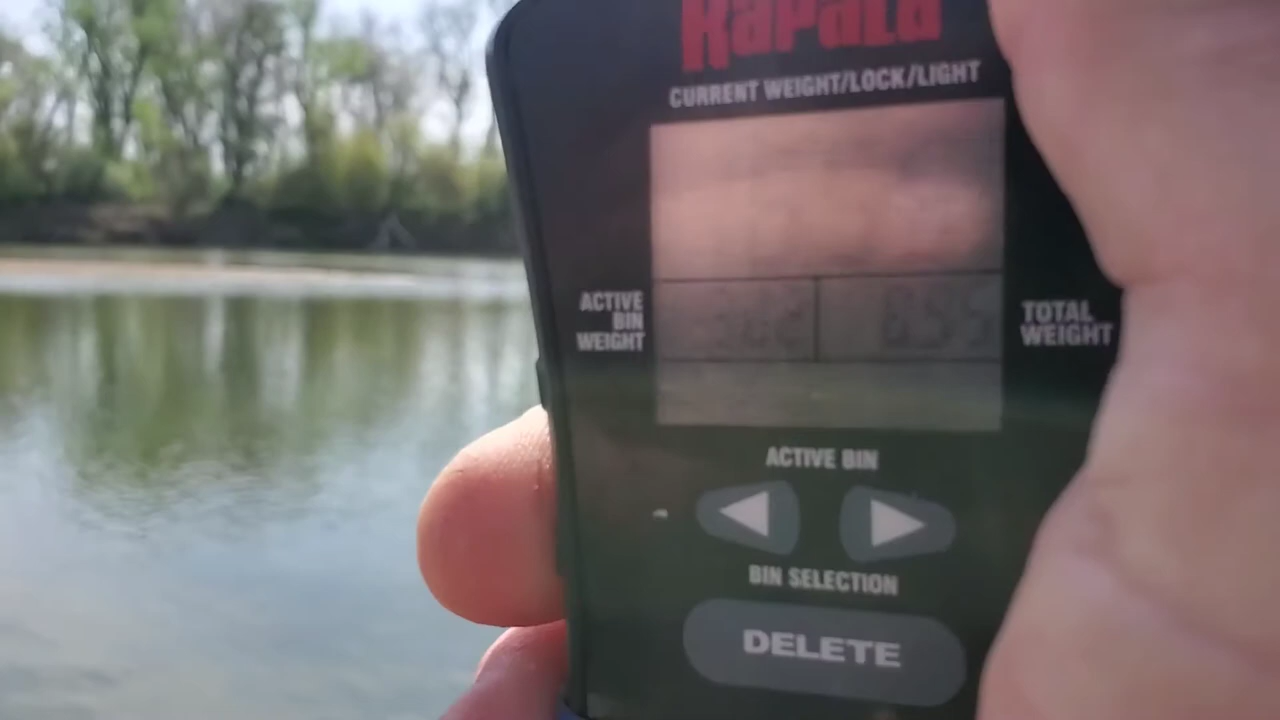 Rapala
CURRENT WEIGHT/LOCK/LIGHT
ACTIVE
BIN
WEIGHT
TOTAL
WEIGHT
ACTIVE BIN
BIN SELECTION
DELETE